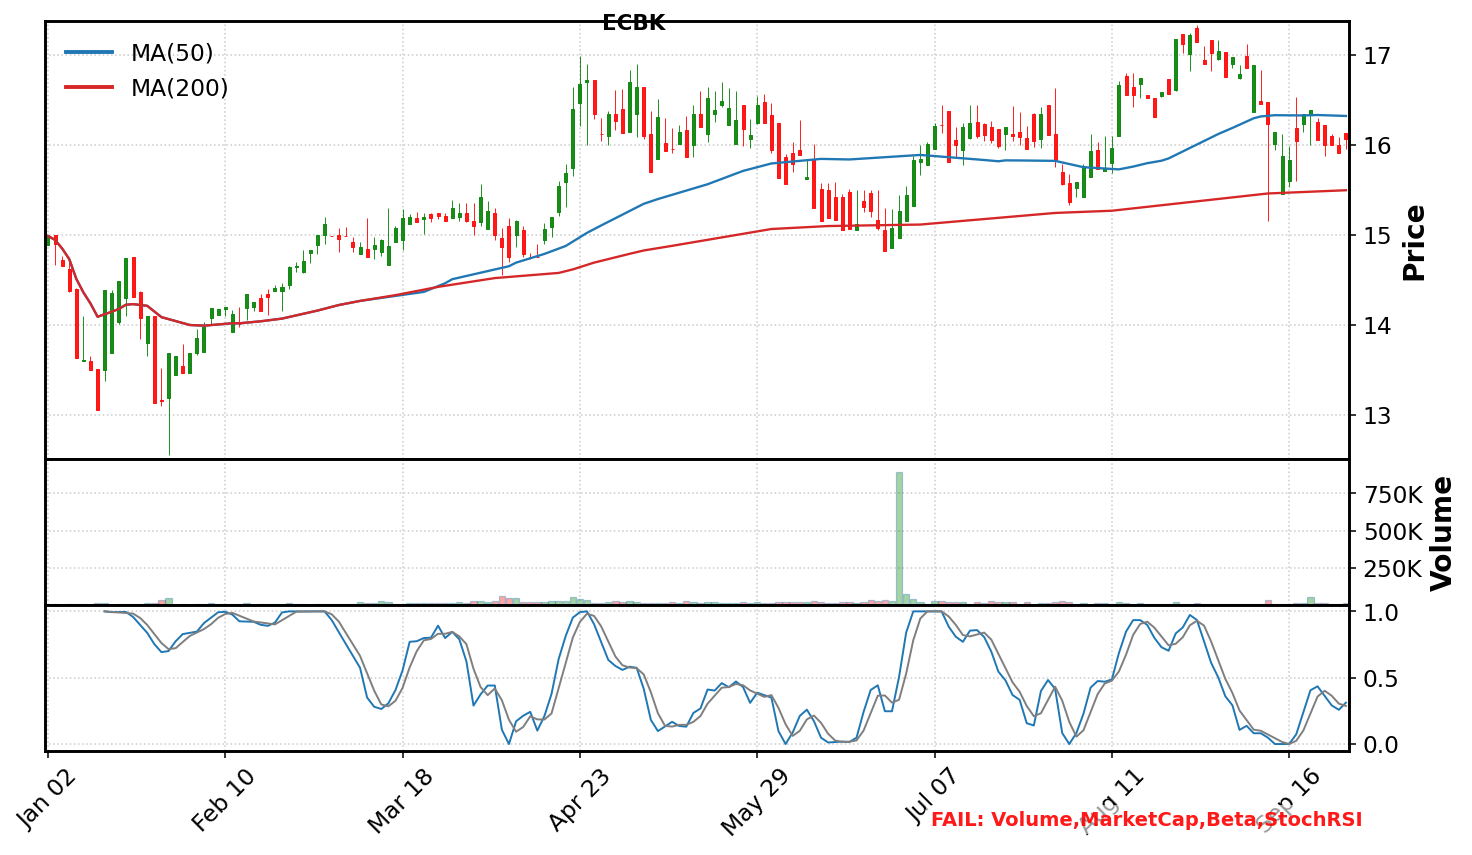 ECBK
MA(50)
MA(200)
17
16
15
14
13
Price
750K
500K
250K
Volume
1.0
0.5
0.0
Jan 02
Feb 10
Mar 18
Apr 23
May 29
Jul 07
Aug 11
Sep 16
FAIL: Volume,MarketCap,Beta,StochRSI